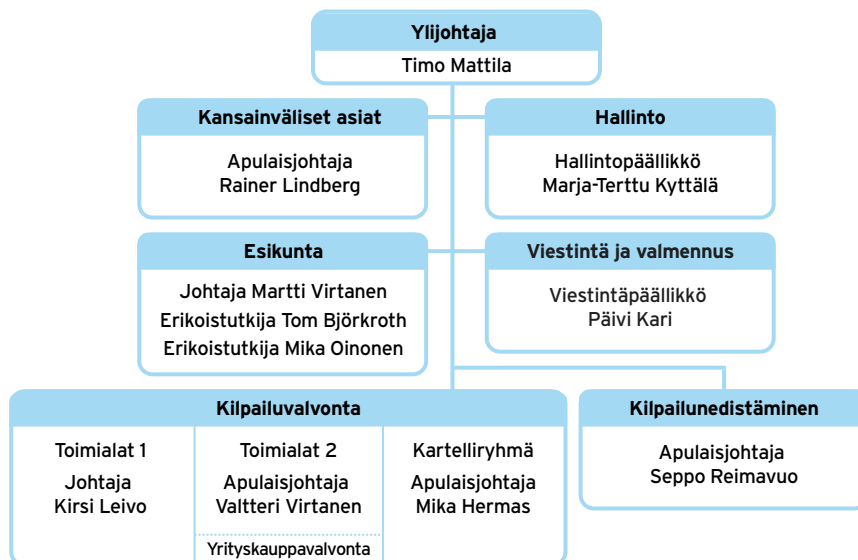 Ylijohtaja
Timo Mattila
Kansainväliset asiat
Apulaisjohtaja
Rainer Lindberg
Hallinto
Hallintopäällikkö
Marja-Terttu Kyttälä
Esikunta
Johtaja Martti Virtanen
Erikoistutkija Tom Björkroth
Erikoistutkija Mika Oinonen
Viestintä ja valmennus
Viestintäpäällikkö
Päivi Kari
Kilpailuvalvonta
Toimialat 1
Johtaja
Kirsi Leivo
Toimialat 2
Apulaisjohtaja
Valtteri Virtanen
Yrityskauppavalvonta
Kartelliryhmä
Apulaisjohtaja
Mika Hermas
Kilpailunedistäminen
Apulaisjohtaja
Seppo Reimavuo